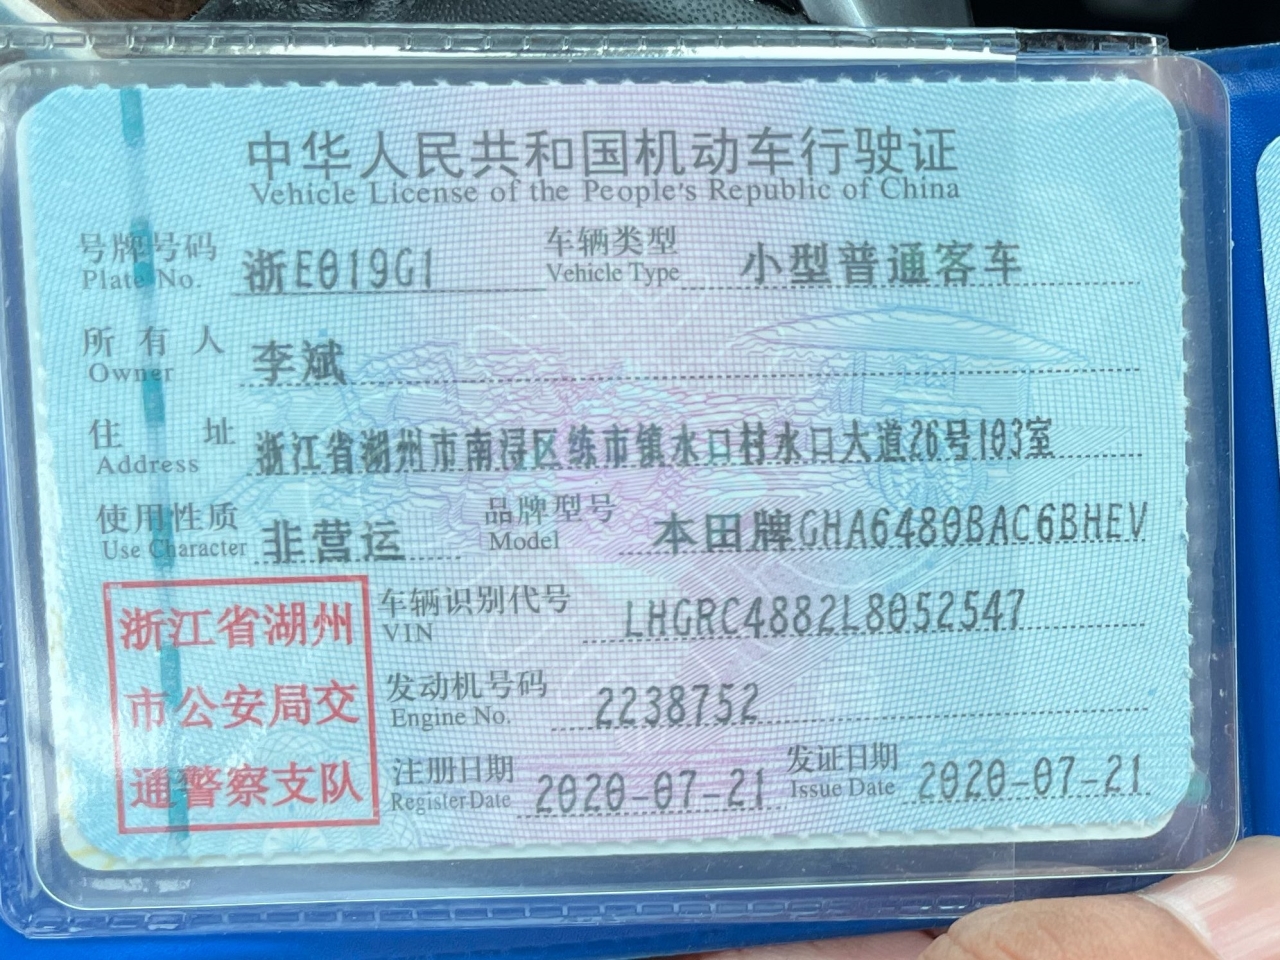 中华人民共和国机动车行驶证
Vehicle License of the People's Republic of China
号牌号码 浙E019G1 车辆类型 小型普通客车
Plate No. Vehicle Type
所有人 李斌
Owner
住址 浙江省湖州市南浔区练市镇水口村水口大道26号103室
Address
使用性质 非营运 品牌型号 本田牌GHA6480BAC6BHEV
Use Character Model
浙江省湖州
市公安局交
通警察支队
车辆识别代号 LHGRC4882L8052547
VIN
发动机号码 2238752
Engine No.
注册日期 2020-07-21 发证日期 2020-07-21
Register Date Issue Date